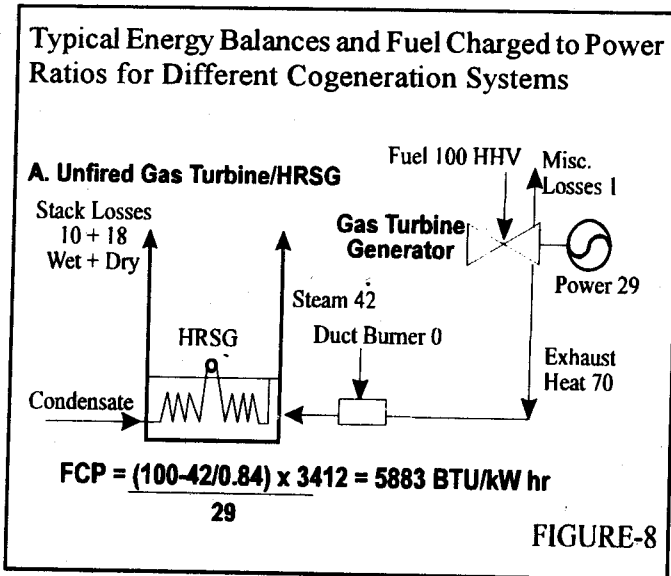 Typical Energy Balances and Fuel Charged to Power
Ratios for Different Cogeneration Systems
A. Unfired Gas Turbine/HRSG
Fuel 100 HHV
Misc.
Losses 1
Stack Losses
10 + 18
Wet + Dry
Gas Turbine
Generator
Power 29
Steam 42
HRSG
Duct Burner 0
Exhaust
Heat 70
Condensate
FCP = (100-42/0.84) x 3412 = 5883 BTU/kW hr
29
FIGURE-8